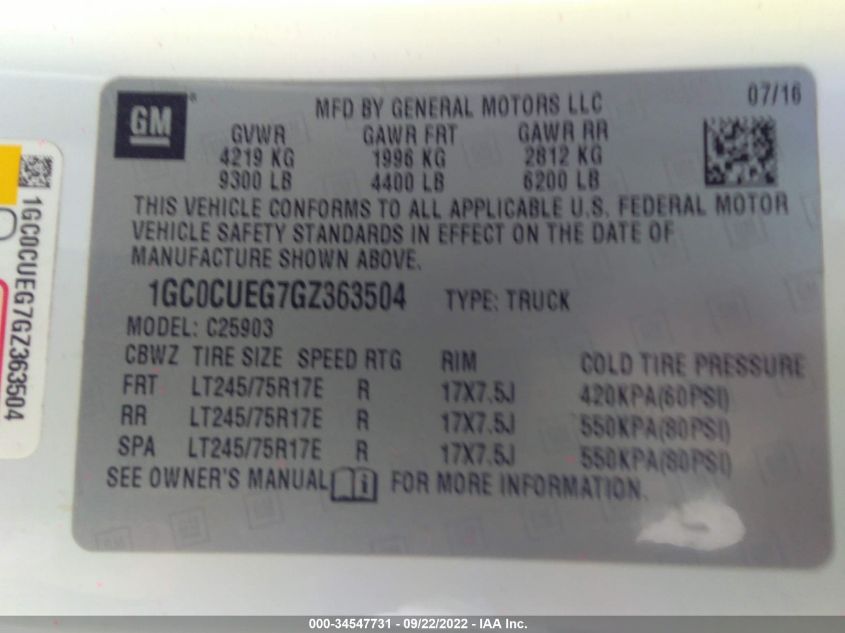 GM
®
MFD BY GENERAL MOTORS LLC 07/16
GVWR GAWR FRT GAWR RR
4219 KG 1996 KG 2812 KG
9300 LB 4400 LB 6200 LB
THIS VEHICLE CONFORMS TO ALL APPLICABLE U.S. FEDERAL MOTOR
VEHICLE SAFETY STANDARDS IN EFFECT ON THE DATE OF
MANUFACTURE SHOWN ABOVE.
1GC0CUEG7GZ363504 TYPE: TRUCK
MODEL: C25903
CBWZ TIRE SIZE SPEED RTG RIM COLD TIRE PRESSURE
FRT LT245/75R17E R 17X7.5J 420KPA(60PSI)
RR LT245/75R17E R 17X7.5J 550KPA(80PSI)
SPA LT245/75R17E R 17X7.5J 550KPA(80PSI)
SEE OWNER'S MANUAL i FOR MORE INFORMATION.
1GC0CUEG7GZ363504
000-34547731 - 09/22/2022 - IAA Inc.